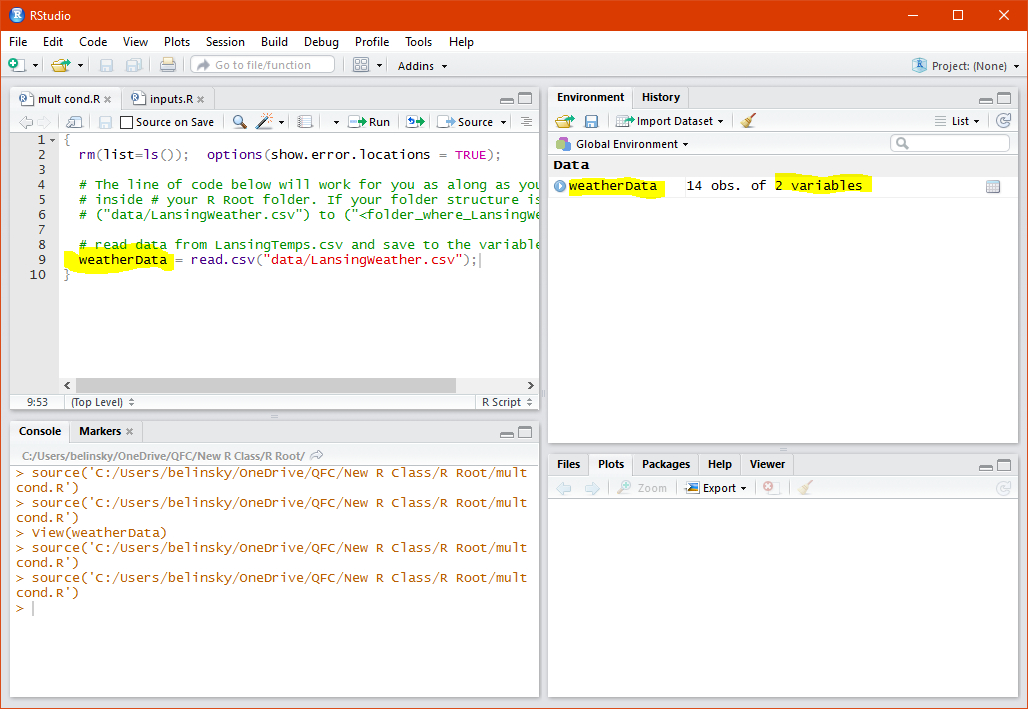 RStudio
File Edit Code View Plots Session Build Debug Profile Tools Help
Go to file/function Addins Project: (None)
mult cond.R inputs.R
Source on Save Run Source
1 {
2 rm(list=ls()); options(show.error.locations = TRUE);
3
4 # The line of code below will work for you as along as you
5 # inside # your R Root folder. If your folder structure is
6 # ("data/LansingWeather.csv") to ("<folder_where_LansingWe
7
8 # read data from LansingTemps.csv and save to the variable
9 weatherData = read.csv("data/LansingWeather.csv");
10 }
9:53 (Top Level) R Script
Console Markers
C:/Users/belinsky/OneDrive/QFC/New R Class/R Root/
> source('C:/Users/belinsky/OneDrive/QFC/New R Class/R Root/mult
cond.R')
> source('C:/Users/belinsky/OneDrive/QFC/New R Class/R Root/mult
cond.R')
> View(weatherData)
> source('C:/Users/belinsky/OneDrive/QFC/New R Class/R Root/mult
cond.R')
> source('C:/Users/belinsky/OneDrive/QFC/New R Class/R Root/mult
cond.R')
>
Environment History
Import Dataset List
Global Environment
Data
weatherData 14 obs. of 2 variables
Files Plots Packages Help Viewer
Zoom Export